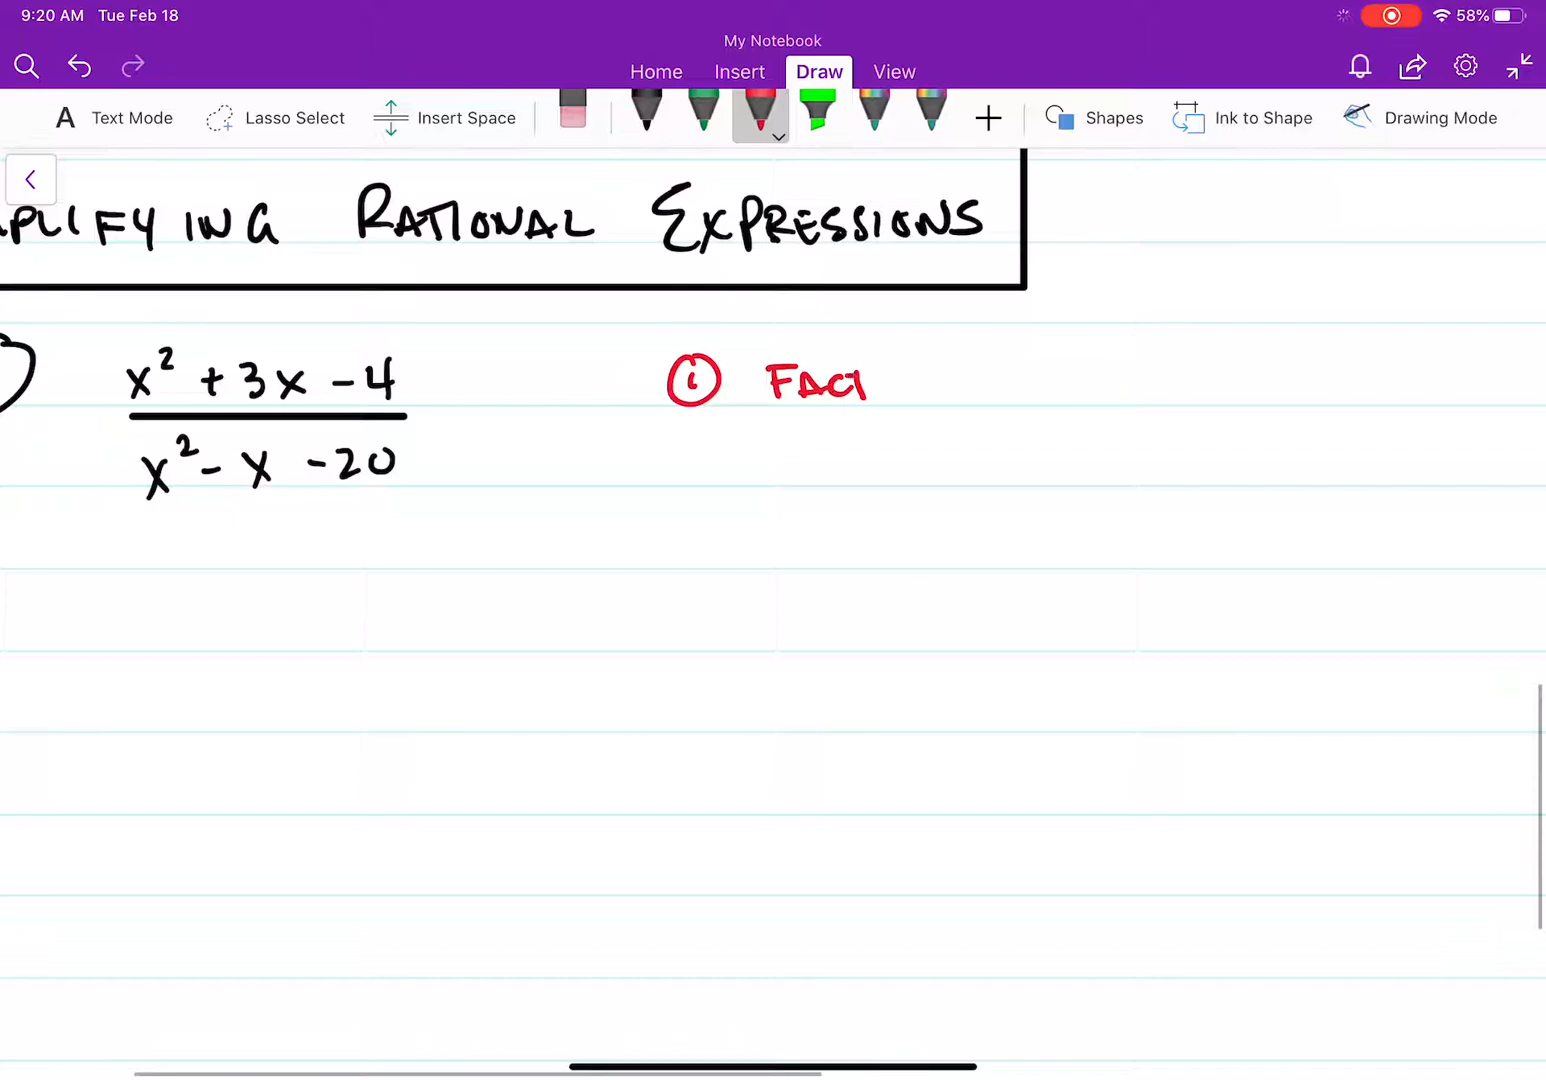 9:20 AM Tue Feb 18
58%
My Notebook
Home Insert Draw View
A Text Mode Lasso Select Insert Space Shapes Ink to Shape Drawing Mode
PLIFYING RATIONAL EXPRESSIONS
x² + 3x - 4
① FACT
x² - x - 20